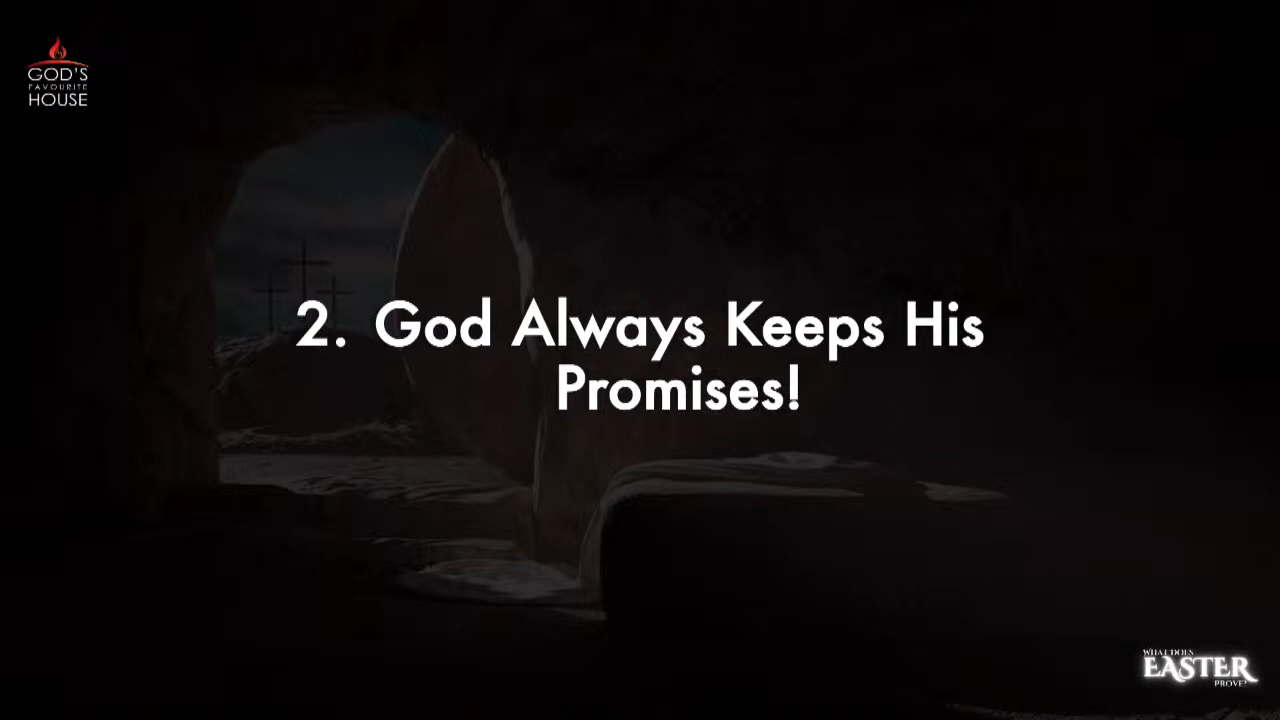 GOD'S
FAVOURITE
HOUSE
2. God Always Keeps His
Promises!
WHAT DOES
EASTER
PROVE?